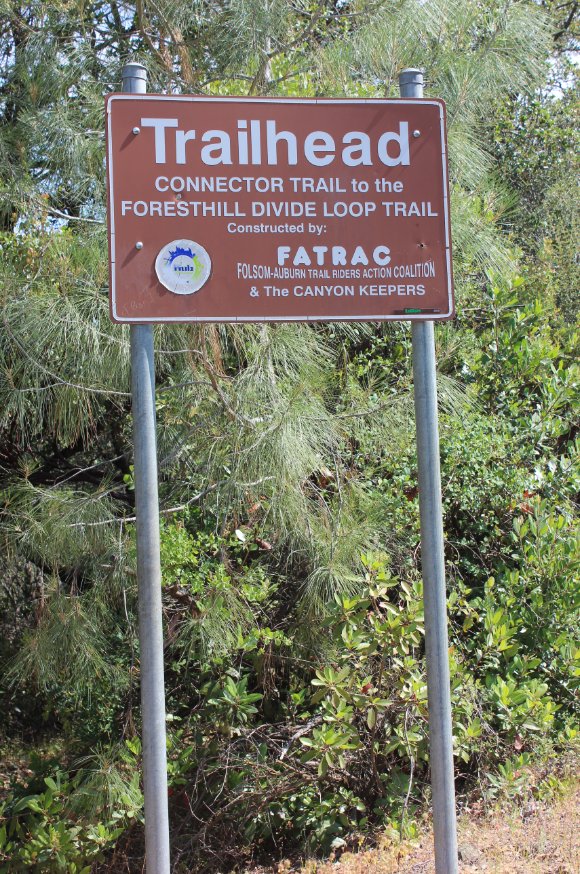 Trailhead
CONNECTOR TRAIL to the
FORESTHILL DIVIDE LOOP TRAIL
Constructed by:
FATRAC
FOLSOM-AUBURN TRAIL RIDERS ACTION COALITION
& The CANYON KEEPERS